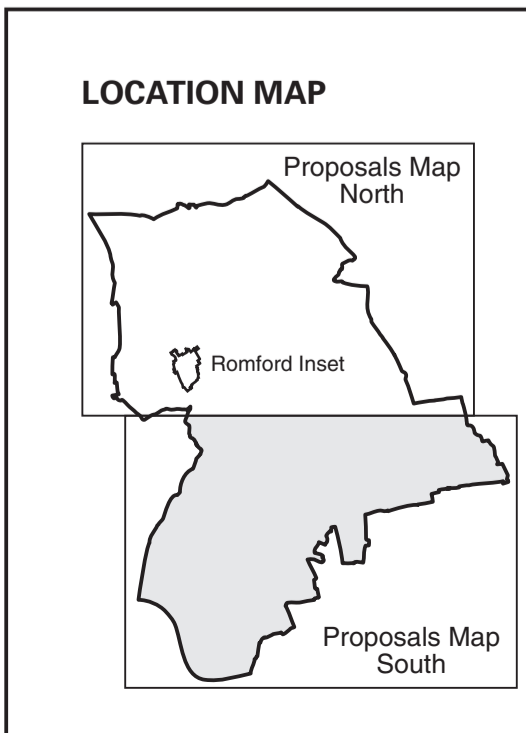 LOCATION MAP
Proposals Map
North
Romford Inset
Proposals Map
South